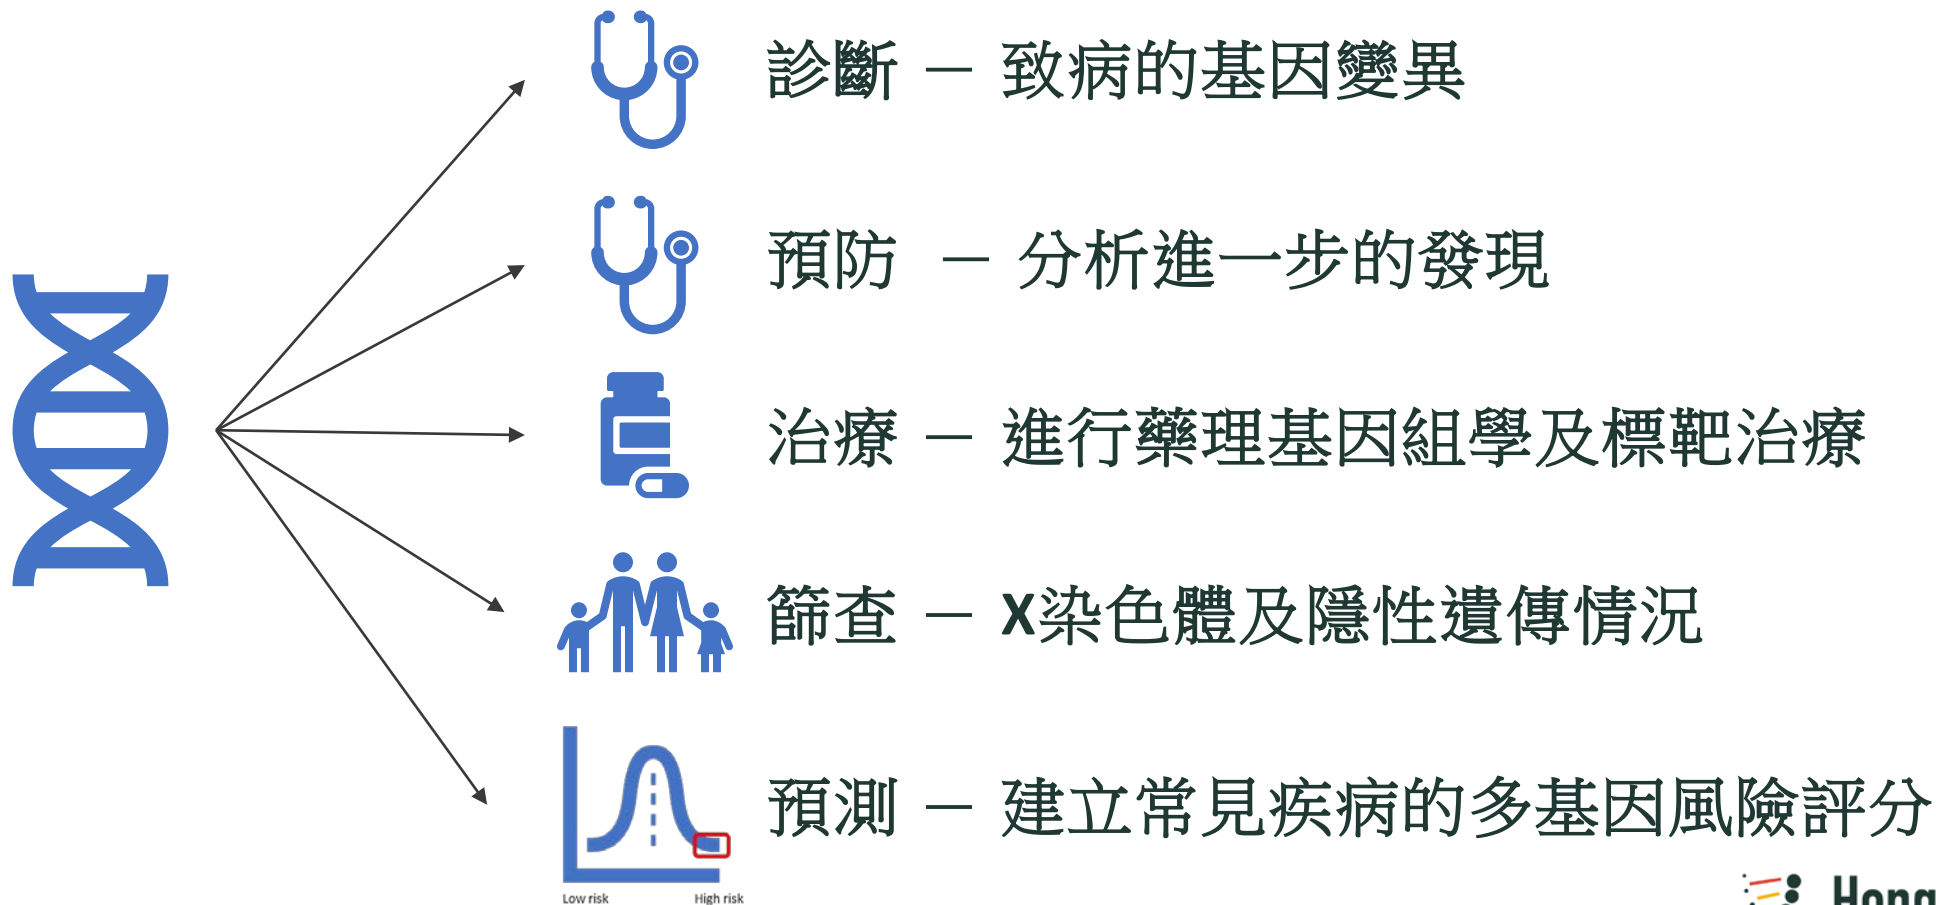 診斷 － 致病的基因變異
預防 － 分析進一步的發現
治療 － 進行藥理基因組學及標靶治療
篩查 － X染色體及隱性遺傳情況
預測 － 建立常見疾病的多基因風險評分
Low risk High risk
Hong